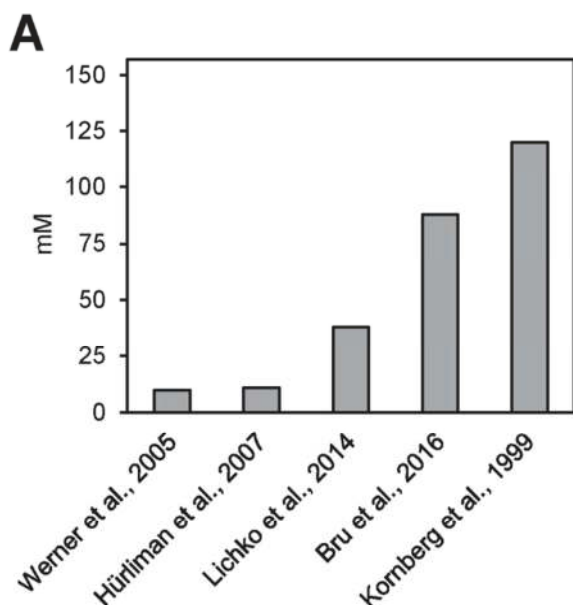 A
150
125
100
75
50
25
0
mM
Werner et al., 2005
Hürliman et al., 2007
Lichko et al., 2014
Bru et al., 2016
Kornberg et al., 1999